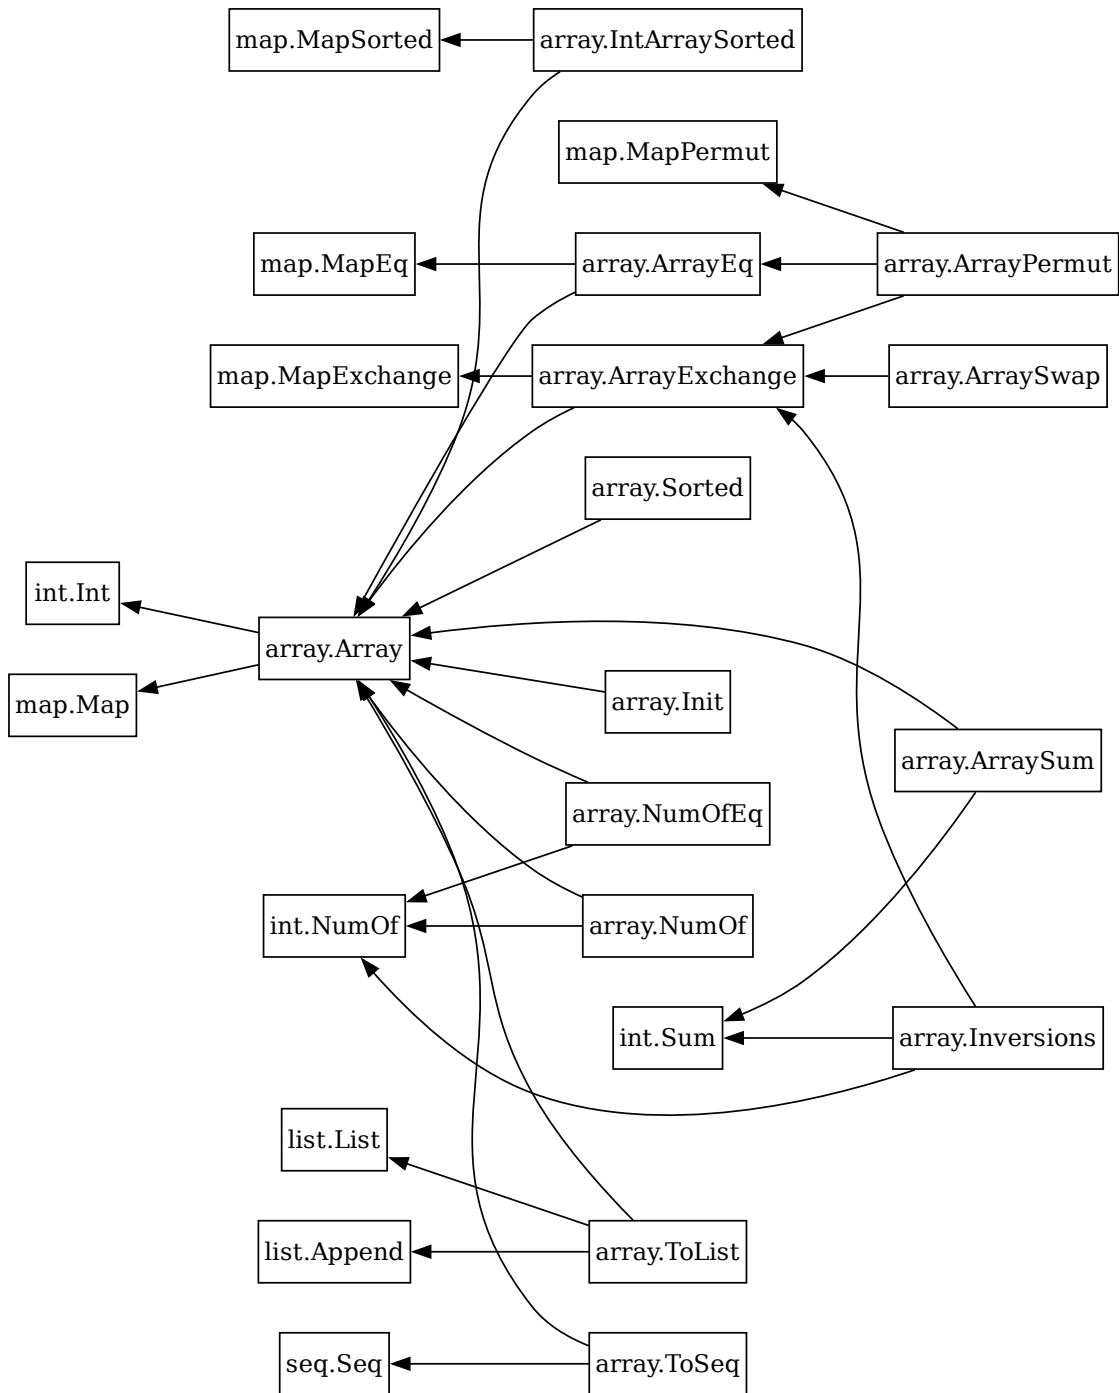 map.MapSorted
array.IntArraySorted
map.MapPermut
map.MapEq
array.ArrayEq
array.ArrayPermut
map.MapExchange
array.ArrayExchange
array.ArraySwap
array.Sorted
int.Int
array.Array
map.Map
array.Init
array.ArraySum
array.NumOfEq
int.NumOf
array.NumOf
int.Sum
array.Inversions
list.List
list.Append
array.ToList
seq.Seq
array.ToSeq